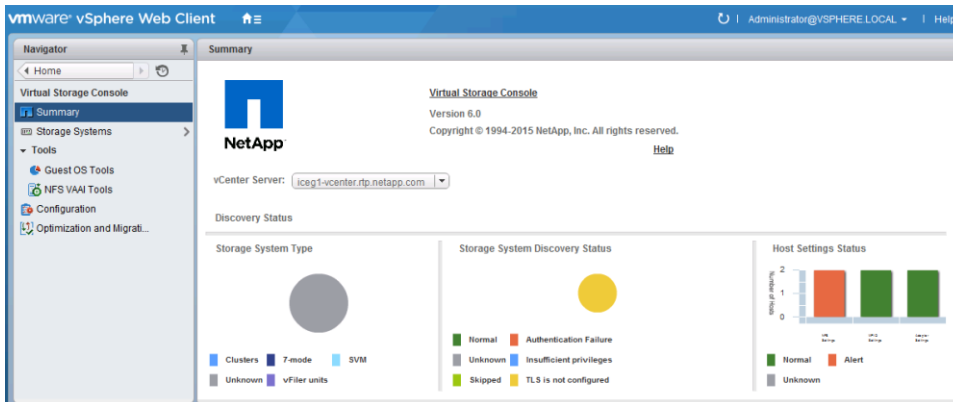 vmware® vSphere Web Client
Administrator@VSPHERE.LOCAL
Help
Navigator
Home
Virtual Storage Console
Summary
Storage Systems
Tools
Guest OS Tools
NFS VAAI Tools
Configuration
Optimization and Migrati...
Summary
NetApp
Virtual Storage Console
Version 6.0
Copyright © 1994-2015 NetApp, Inc. All rights reserved.
Help
vCenter Server: iceg1-vcenter.rtp.netapp.com
Discovery Status
Storage System Type
Clusters 7-mode SVM
Unknown vFiler units
Storage System Discovery Status
Normal Authentication Failure
Unknown Insufficient privileges
Skipped TLS is not configured
Host Settings Status
Number of Hosts
2
1
0
Normal Alert
Unknown